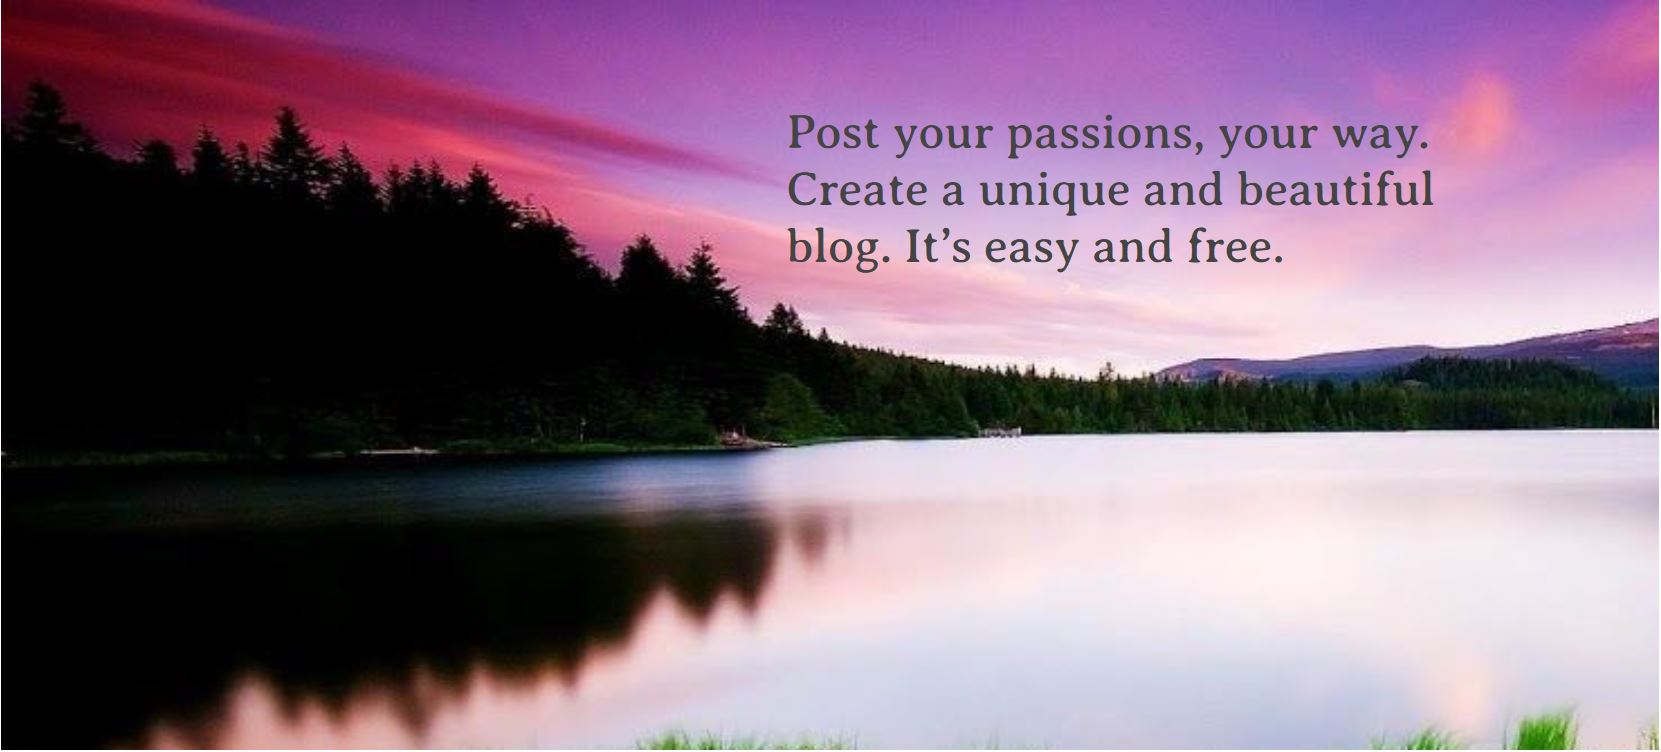 Post your passions, your way.
Create a unique and beautiful
blog. It’s easy and free.